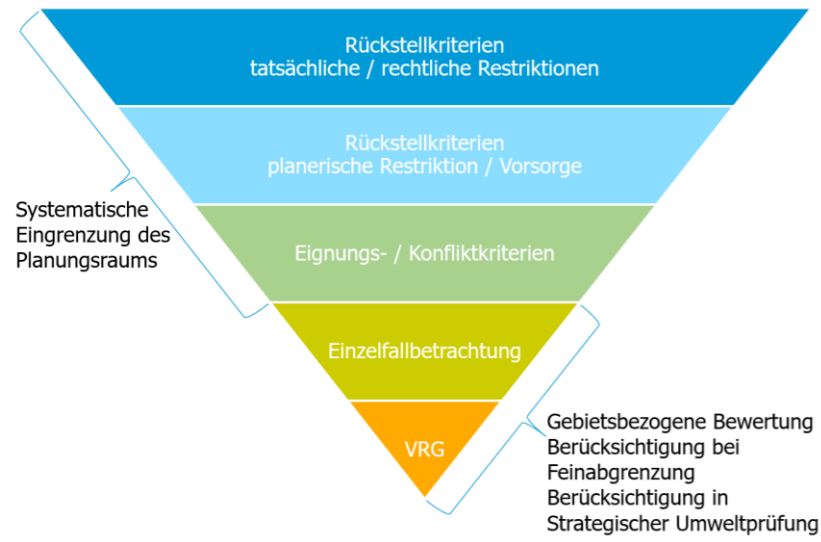 Rückstellkriterien
tatsächliche / rechtliche Restriktionen
Rückstellkriterien
planerische Restriktion / Vorsorge
Systematische
Eingrenzung des
Planungsraums
Eignungs- / Konfliktkriterien
Einzelfallbetrachtung
VRG
Gebietsbezogene Bewertung
Berücksichtigung bei
Feinabgrenzung
Berücksichtigung in
Strategischer Umweltprüfung